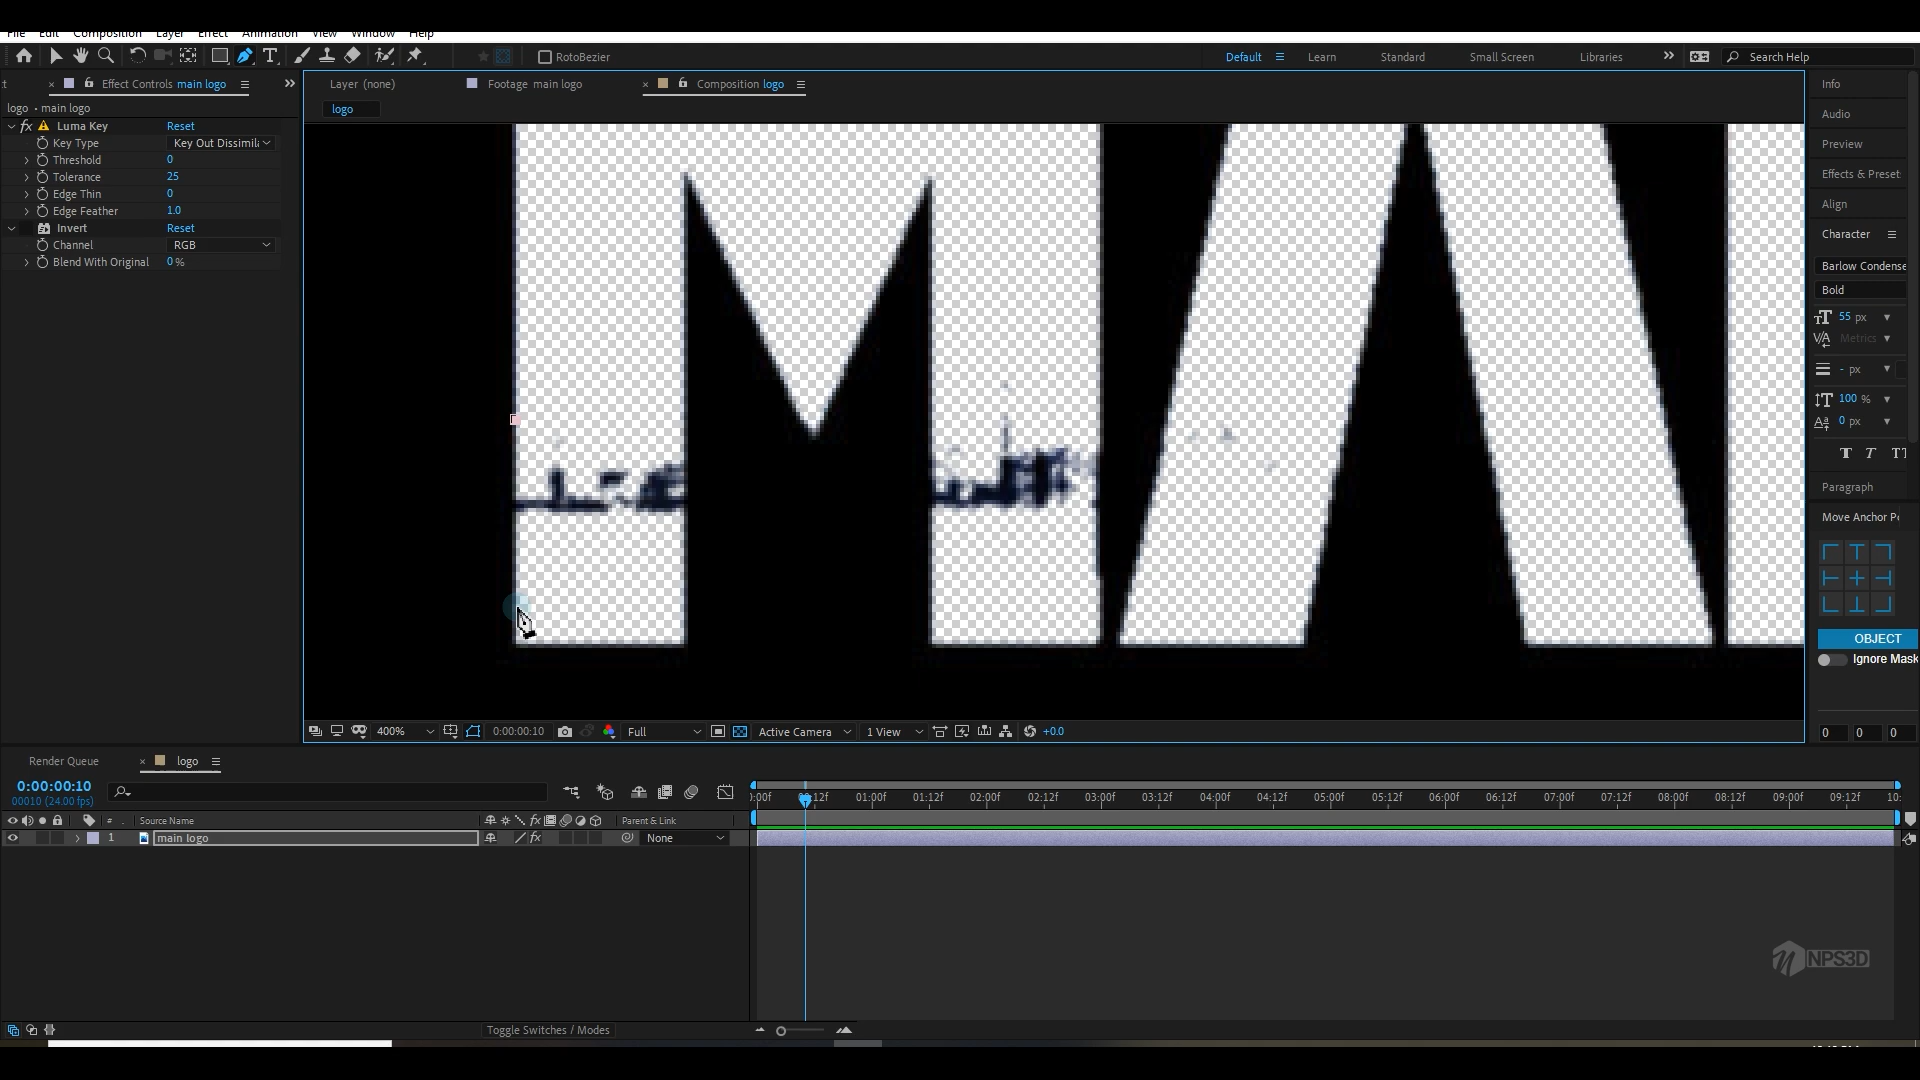 File Edit Composition Layer Effect Animation View Window Help
RotoBezier Default Learn Standard Small Screen Libraries Search Help
Effect Controls main logo
Layer (none)
Footage main logo
Composition logo
logo • main logo
Luma Key Reset
Key Type Key Out Dissimil
Threshold 0
Tolerance 25
Edge Thin 0
Edge Feather 1.0
Invert Reset
Channel RGB
Blend With Original 0 %
logo
MA
400% 0:00:00:10 Full Active Camera 1 View +0.0
Info
Audio
Preview
Effects & Preset
Align
Character
Barlow Condense
Bold
55 px
Metrics
- px
100 %
0 px
T T TT
Paragraph
Move Anchor P
OBJECT
Ignore Mask
0 0 0
Render Queue
logo
0:00:00:10
00010 (24.00 fps)
:00f 12f 01:00f 01:12f 02:00f 02:12f 03:00f 03:12f 04:00f 04:12f 05:00f 05:12f 06:00f 06:12f 07:00f 07:12f 08:00f 08:12f 09:00f 09:12f 10:
# Source Name Parent & Link
1 main logo None
NPS3D
Toggle Switches / Modes